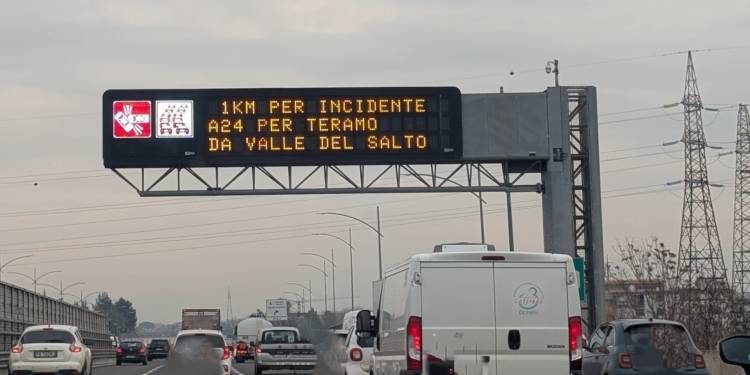 1KM PER INCIDENTE
A24 PER TERAMO
DA VALLE DEL SALTO